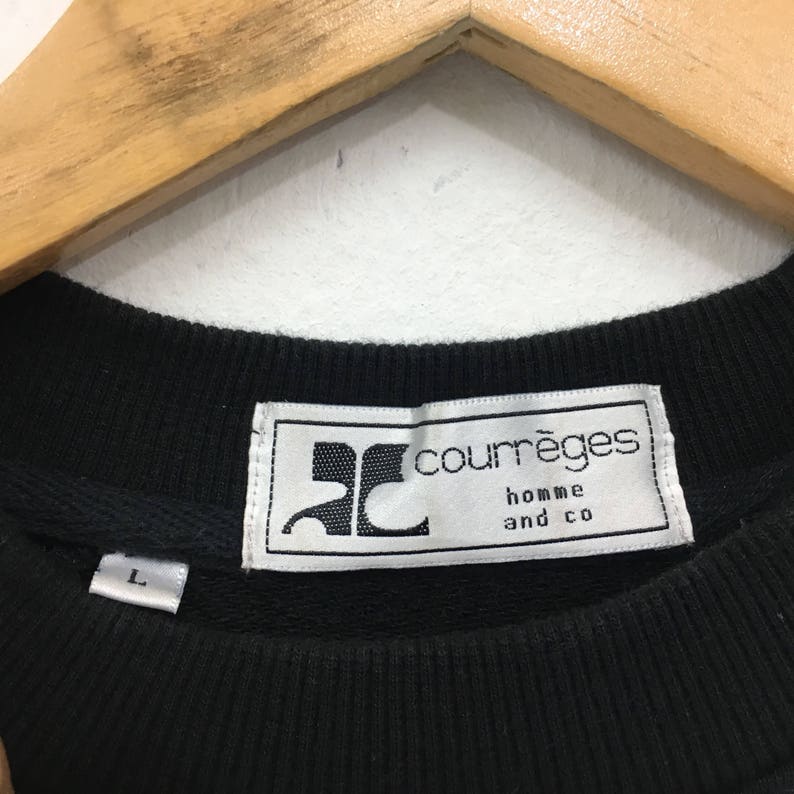 courrèges
homme
and co
L